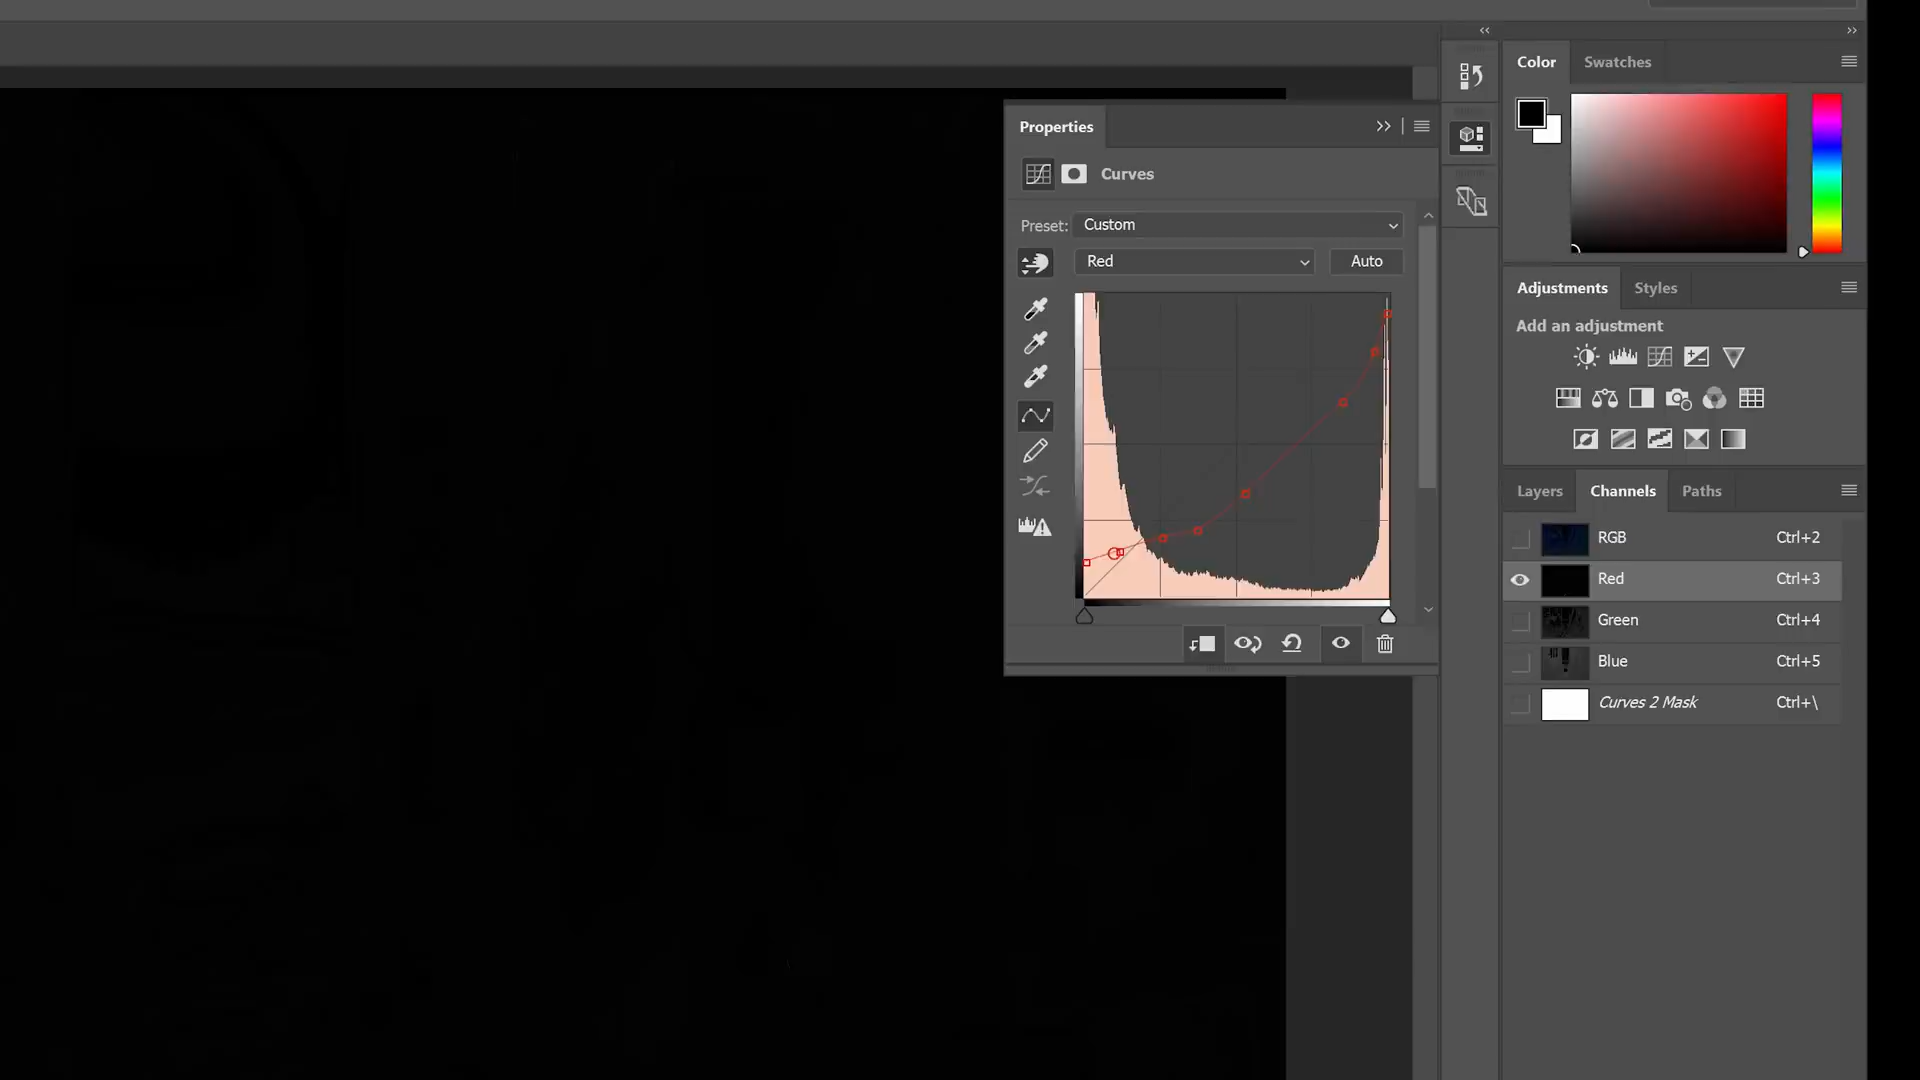 Color
Swatches
Properties
Curves
Preset:
Custom
Red
Auto
Adjustments
Styles
Add an adjustment
Layers
Channels
Paths
RGB
Ctrl+2
Red
Ctrl+3
Green
Ctrl+4
Blue
Ctrl+5
Curves 2 Mask
Ctrl+\